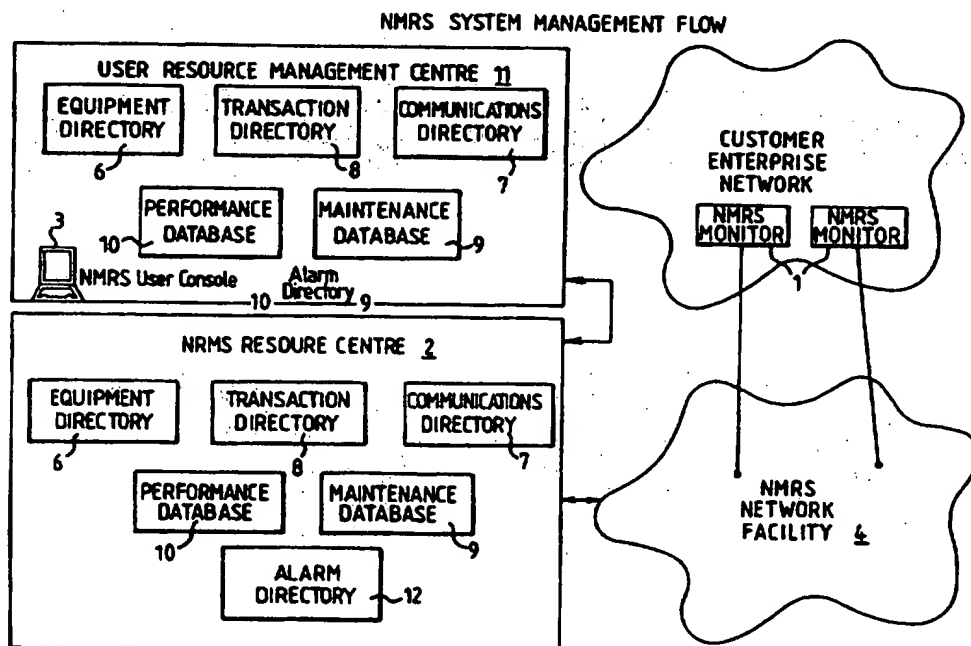 NMRS SYSTEM MANAGEMENT FLOW
USER RESOURCE MANAGEMENT CENTRE 11
EQUIPMENT
DIRECTORY
6
TRANSACTION
DIRECTORY
8
COMMUNICATIONS
DIRECTORY
7
PERFORMANCE
DATABASE
10
MAINTENANCE
DATABASE
9
3
NMRS User Console
Alarm
Directory
10
9
CUSTOMER
ENTERPRISE
NETWORK
NMRS
MONITOR
NMRS
MONITOR
1
NRMS RESOURE CENTRE 2
EQUIPMENT
DIRECTORY
6
TRANSACTION
DIRECTORY
8
COMMUNICATIONS
DIRECTORY
7
PERFORMANCE
DATABASE
10
MAINTENANCE
DATABASE
9
ALARM
DIRECTORY
12
NMRS
NETWORK
FACILITY 4